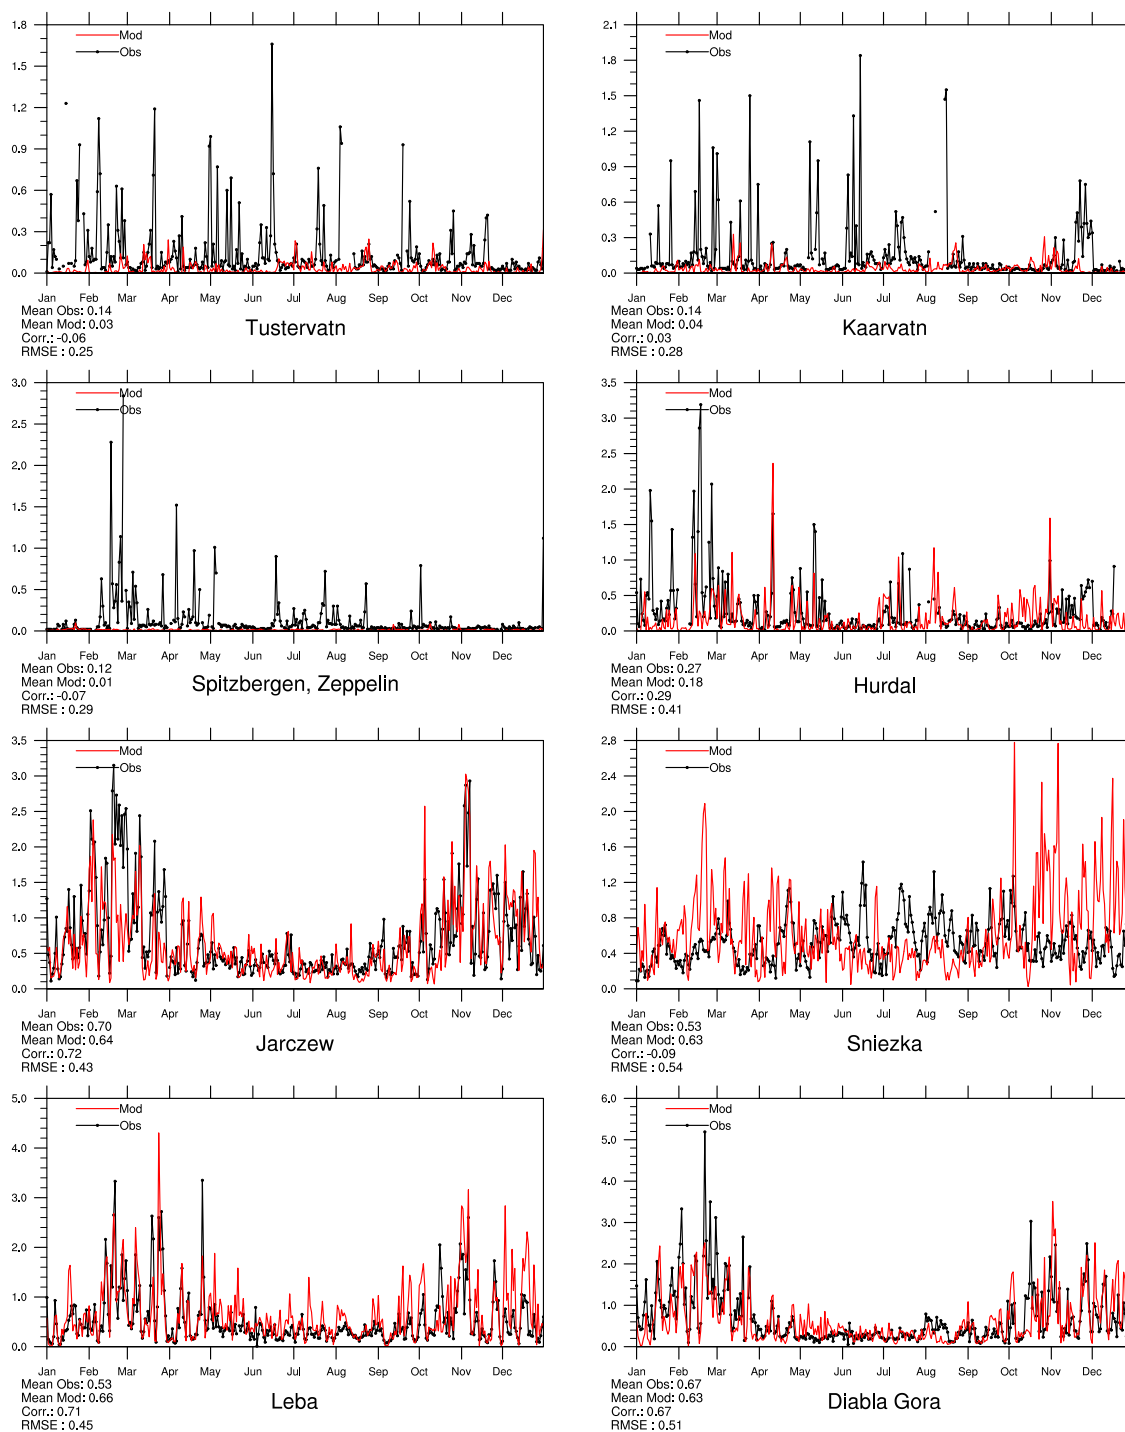 1.8
1.5
1.2
0.9
0.6
0.3
0.0
Mod
Obs
Jan Feb Mar Apr May Jun Jul Aug Sep Oct Nov Dec
Mean Obs: 0.14
Mean Mod: 0.03
Corr.: -0.06
RMSE : 0.25
Tustervatn
2.1
1.8
1.5
1.2
0.9
0.6
0.3
0.0
Mod
Obs
Jan Feb Mar Apr May Jun Jul Aug Sep Oct Nov Dec
Mean Obs: 0.14
Mean Mod: 0.04
Corr.: 0.03
RMSE : 0.28
Kaarvatn
3.0
2.5
2.0
1.5
1.0
0.5
0.0
Mod
Obs
Jan Feb Mar Apr May Jun Jul Aug Sep Oct Nov Dec
Mean Obs: 0.12
Mean Mod: 0.01
Corr.: -0.07
RMSE : 0.29
Spitzbergen, Zeppelin
3.5
3.0
2.5
2.0
1.5
1.0
0.5
0.0
Mod
Obs
Jan Feb Mar Apr May Jun Jul Aug Sep Oct Nov Dec
Mean Obs: 0.27
Mean Mod: 0.18
Corr.: 0.29
RMSE : 0.41
Hurdal
3.5
3.0
2.5
2.0
1.5
1.0
0.5
0.0
Mod
Obs
Jan Feb Mar Apr May Jun Jul Aug Sep Oct Nov Dec
Mean Obs: 0.70
Mean Mod: 0.64
Corr.: 0.72
RMSE : 0.43
Jarczew
2.8
2.4
2.0
1.6
1.2
0.8
0.4
0.0
Mod
Obs
Jan Feb Mar Apr May Jun Jul Aug Sep Oct Nov Dec
Mean Obs: 0.53
Mean Mod: 0.63
Corr.: -0.09
RMSE : 0.54
Sniezka
5.0
4.0
3.0
2.0
1.0
0.0
Mod
Obs
Jan Feb Mar Apr May Jun Jul Aug Sep Oct Nov Dec
Mean Obs: 0.53
Mean Mod: 0.66
Corr.: 0.71
RMSE : 0.45
Leba
6.0
5.0
4.0
3.0
2.0
1.0
0.0
Mod
Obs
Jan Feb Mar Apr May Jun Jul Aug Sep Oct Nov Dec
Mean Obs: 0.67
Mean Mod: 0.63
Corr.: 0.67
RMSE : 0.51
Diabla Gora